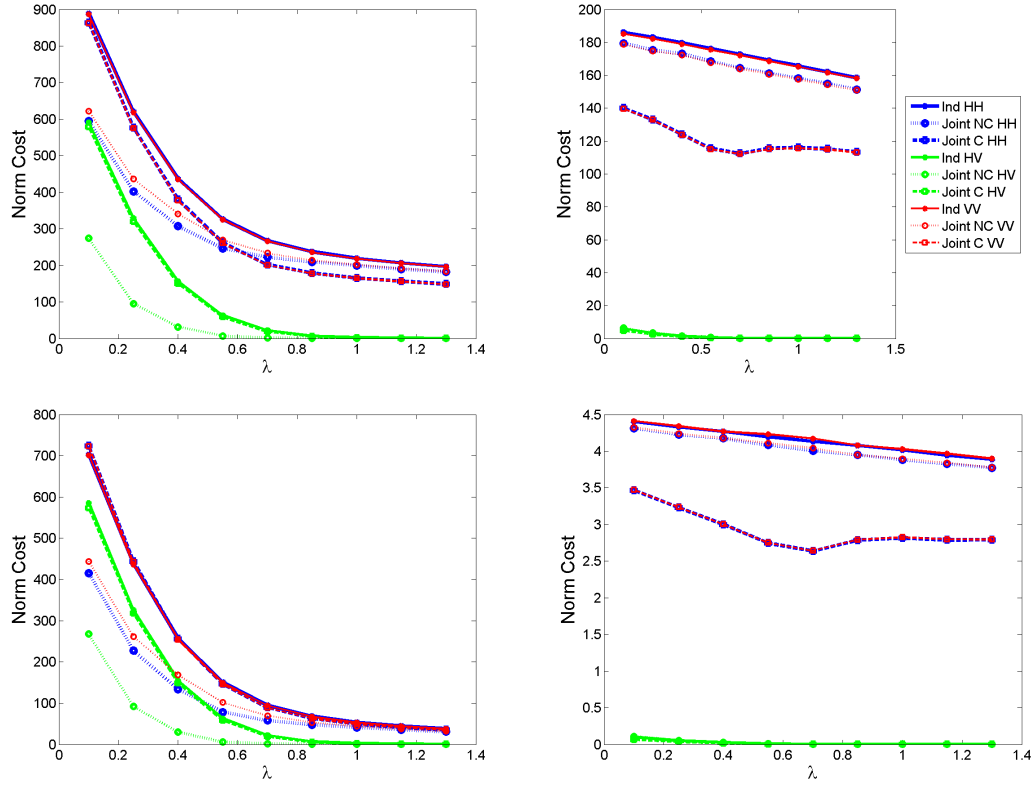 900
800
700
600
500
400
300
200
100
0
Norm Cost
0 0.2 0.4 0.6 0.8 1 1.2 1.4
λ
200
180
160
140
120
100
80
60
40
20
0
Norm Cost
0 0.5 1 1.5
λ
Ind HH
Joint NC HH
Joint C HH
Ind HV
Joint NC HV
Joint C HV
Ind VV
Joint NC VV
Joint C VV
800
700
600
500
400
300
200
100
0
Norm Cost
0 0.2 0.4 0.6 0.8 1 1.2 1.4
λ
4.5
4
3.5
3
2.5
2
1.5
1
0.5
0
Norm Cost
0 0.2 0.4 0.6 0.8 1 1.2 1.4
λ